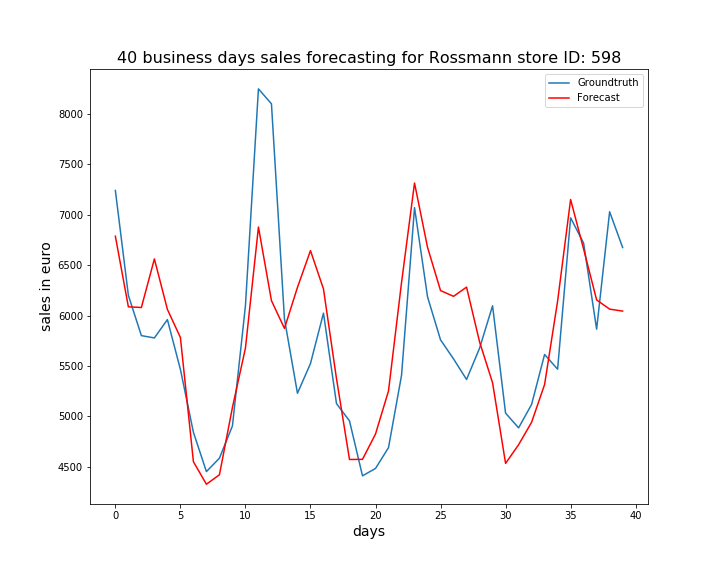 40 business days sales forecasting for Rossmann store ID: 598
Groundtruth
Forecast
8000
7500
7000
6500
6000
5500
5000
4500
sales in euro
0 5 10 15 20 25 30 35 40
days